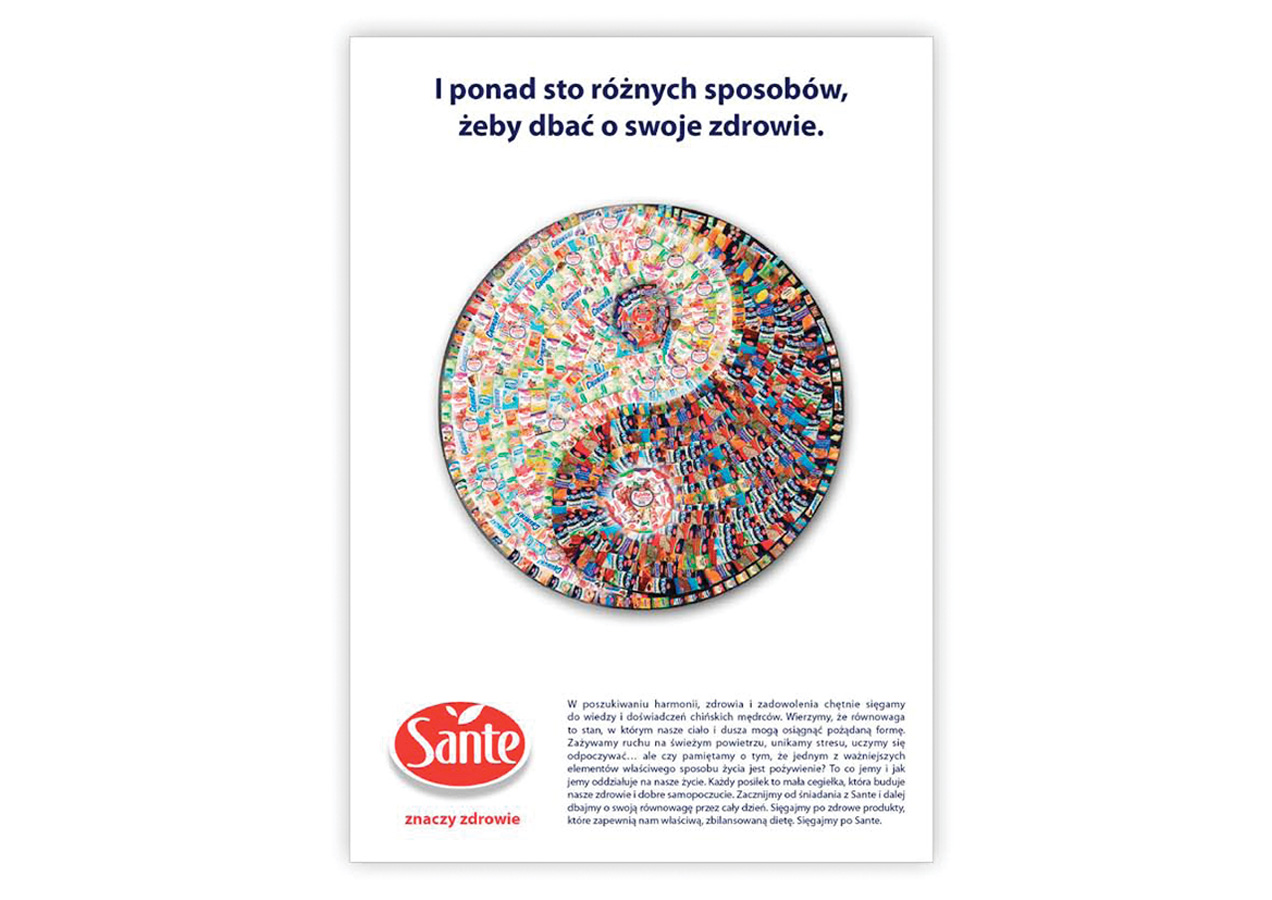 I ponad sto różnych sposobów,
żeby dbać o swoje zdrowie.
Sante
znaczy zdrowie
W poszukiwaniu harmonii, zdrowia i zadowolenia chętnie sięgamy
do wiedzy i doświadczeń chińskich mędrców. Wierzymy, że równowaga
to stan, w którym nasze ciało i dusza mogą osiągnąć pożądaną formę.
Zażywamy ruchu na świeżym powietrzu, unikamy stresu, uczymy się
odpoczywać... ale czy pamiętamy o tym, że jednym z ważniejszych
elementów właściwego sposobu życia jest pożywienie? To co jemy i jak
jemy oddziałuje na nasze życie. Każdy posiłek to mała cegiełka, która buduje
nasze zdrowie i dobre samopoczucie. Zacznijmy od śniadania z Sante i dalej
dbajmy o swoją równowagę przez cały dzień. Sięgajmy po zdrowe produkty,
które zapewnią nam właściwą, zbilansowaną dietę. Sięgajmy po Sante.